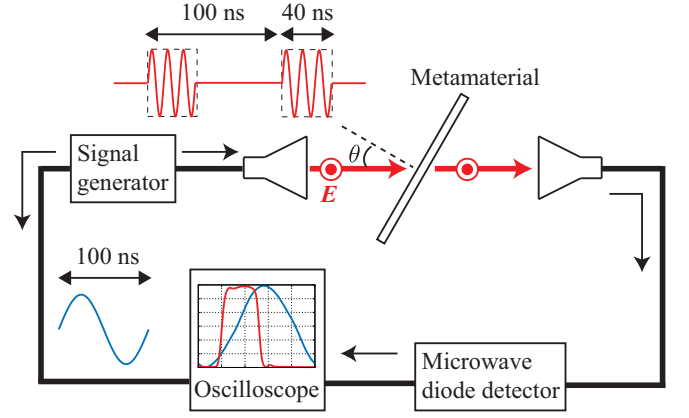 100 ns
40 ns
Metamaterial
Signal
generator
θ
E
100 ns
Oscilloscope
Microwave
diode detector